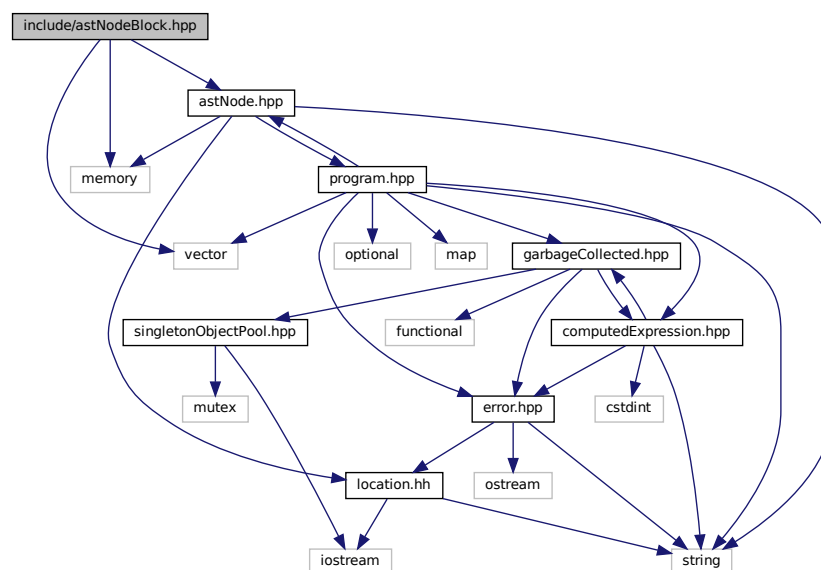 include/astNodeBlock.hpp
astNode.hpp
memory
program.hpp
vector
optional
map
garbageCollected.hpp
singletonObjectPool.hpp
functional
computedExpression.hpp
mutex
error.hpp
cstdint
location.hh
ostream
iostream
string